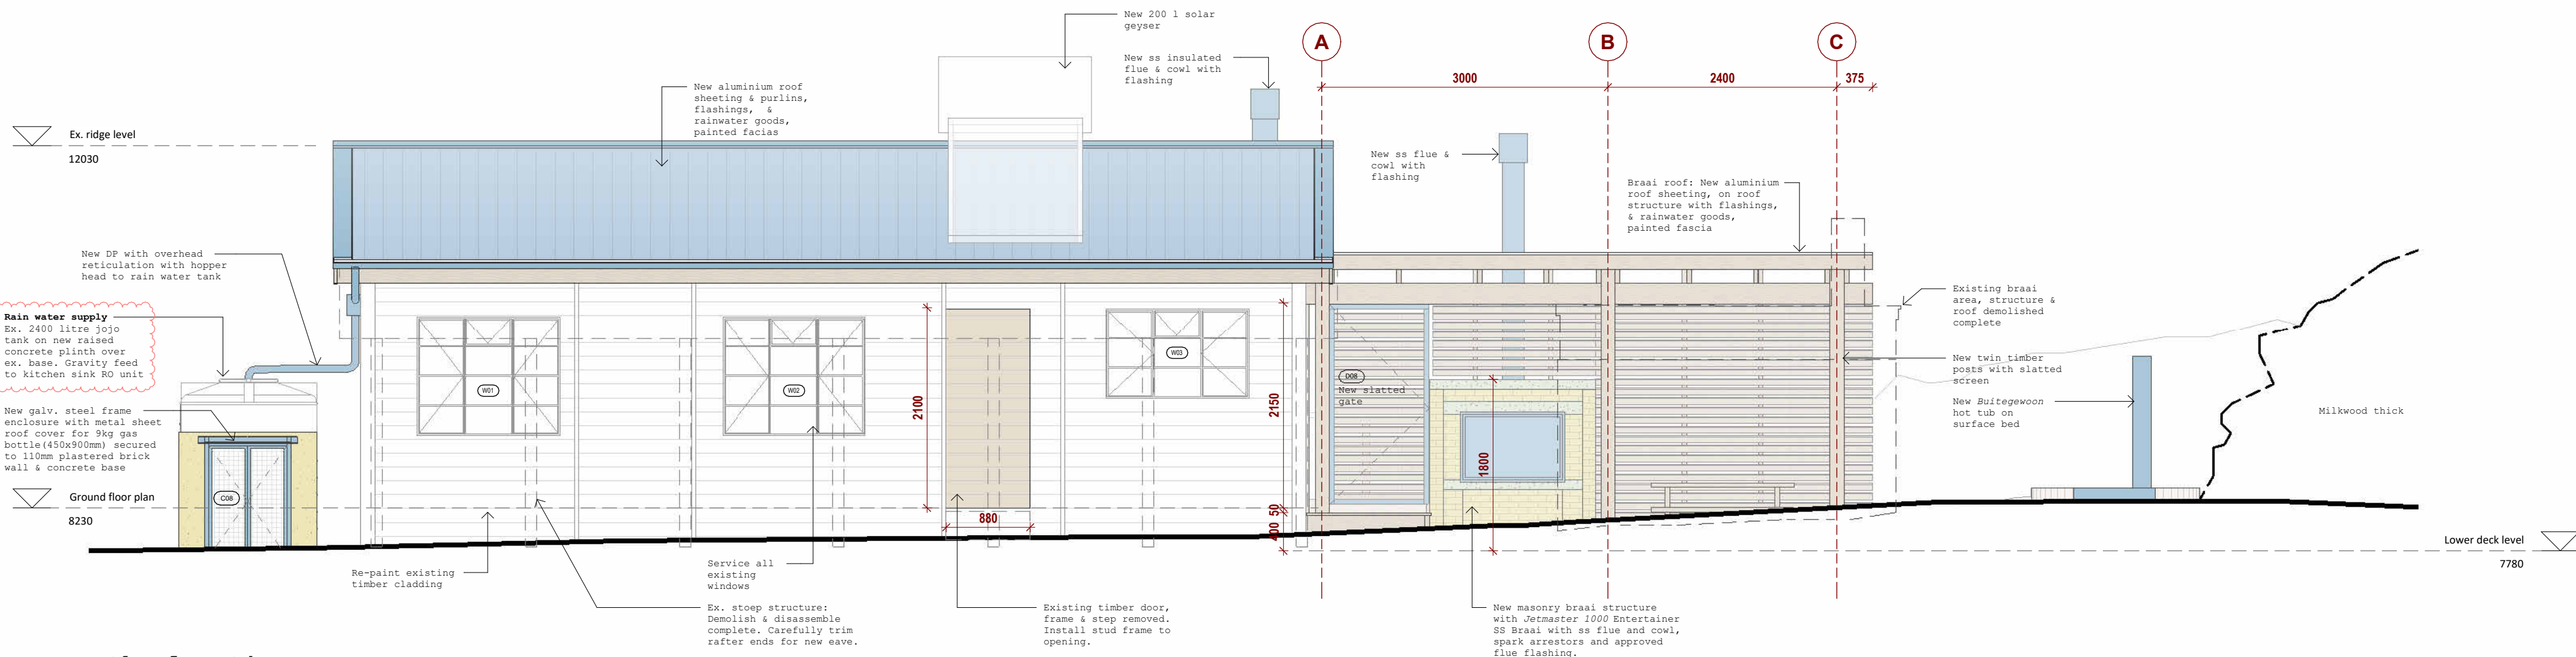 New 200 l solar
geyser
New ss insulated
flue & cowl with
flashing
A
B
C
3000
2400
375
New aluminium roof
sheeting & purlins,
flashings, &
rainwater goods,
painted facias
Ex. ridge level
12030
New ss flue &
cowl with
flashing
Braai roof: New aluminium
roof sheeting, on roof
structure with flashings,
& rainwater goods,
painted fascia
New DP with overhead
reticulation with hopper
head to rain water tank
Rain water supply
Ex. 2400 litre jojo
tank on new raised
concrete plinth over
ex. base. Gravity feed
to kitchen sink RO unit
New galv. steel frame
enclosure with metal sheet
roof cover for 9kg gas
bottle(450x900mm) secured
to 110mm plastered brick
wall & concrete base
Ground floor plan
8230
C08
W01
W02
W03
2100
880
2150
50
400
D08
New slatted
gate
1800
Existing braai
area, structure &
roof demolished
complete
New twin timber
posts with slatted
screen
New Buitegewoon
hot tub on
surface bed
Milkwood thick
Lower deck level
7780
Re-paint existing
timber cladding
Service all
existing
windows
Ex. stoep structure:
Demolish & disassemble
complete. Carefully trim
rafter ends for new eave.
Existing timber door,
frame & step removed.
Install stud frame to
opening.
New masonry braai structure
with Jetmaster 1000 Entertainer
SS Braai with ss flue and cowl,
spark arrestors and approved
flue flashing.